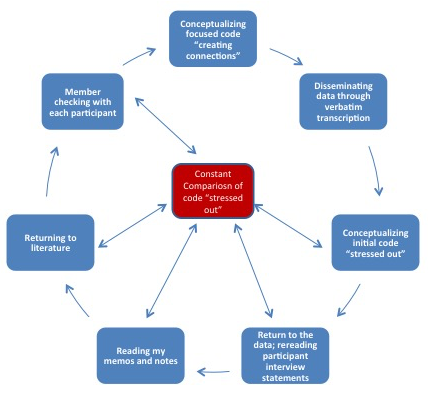 Conceptualizing
focused code
“creating
connections”
Disseminating
data through
verbatim
transcription
Conceptualizing
initial code
“stressed out”
Return to the
data; rereading
participant
interview
statements
Reading my
memos and notes
Returning to
literature
Member
checking with
each participant
Constant
Compariosn of
code “stressed
out”